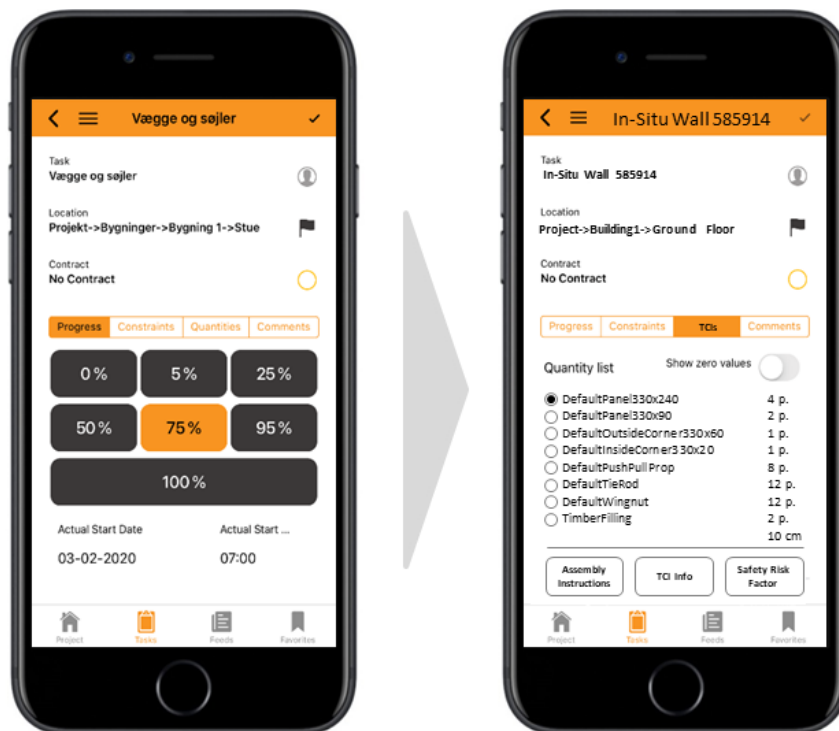 Vægge og søjler
Task
Vægge og søjler
Location
Projekt->Bygninger->Bygning 1->Stue
Contract
No Contract
Progress Constraints Quantities Comments
0 % 5 % 25 %
50 % 75 % 95 %
100 %
Actual Start Date Actual Start ...
03-02-2020 07:00
Project Tasks Feeds Favorites
In-Situ Wall 585914
Task
In-Situ Wall 585914
Location
Project->Building1->Ground Floor
Contract
No Contract
Progress Constraints TCIs Comments
Quantity list Show zero values
DefaultPanel330x240 4 p.
DefaultPanel330x90 2 p.
DefaultOutsideCorner330x60 1 p.
DefaultInsideCorner330x20 1 p.
DefaultPushPullProp 8 p.
DefaultTieRod 12 p.
DefaultWingnut 12 p.
TimberFilling 2 p.
10 cm
Assembly Instructions TCI Info Safety Risk Factor
Project Tasks Feeds Favorites